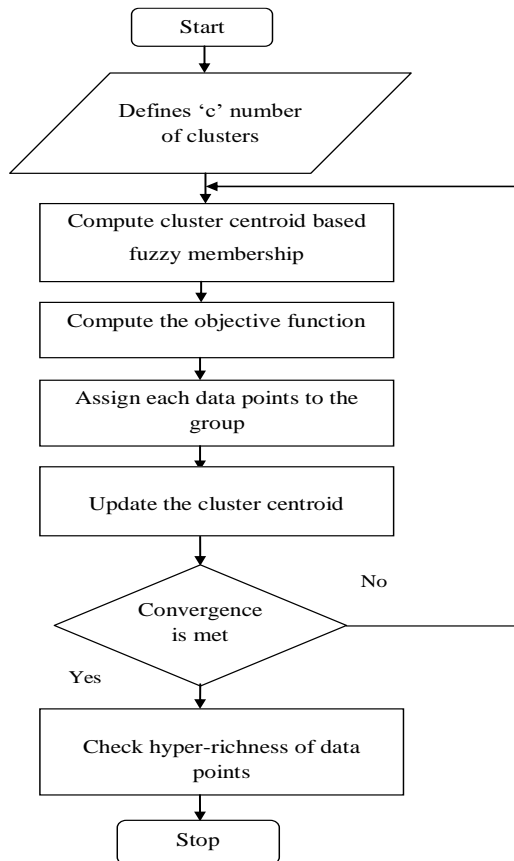 Start
Defines ‘c’ number
of clusters
Compute cluster centroid based
fuzzy membership
Compute the objective function
Assign each data points to the
group
Update the cluster centroid
No
Convergence
is met
Yes
Check hyper-richness of data
points
Stop